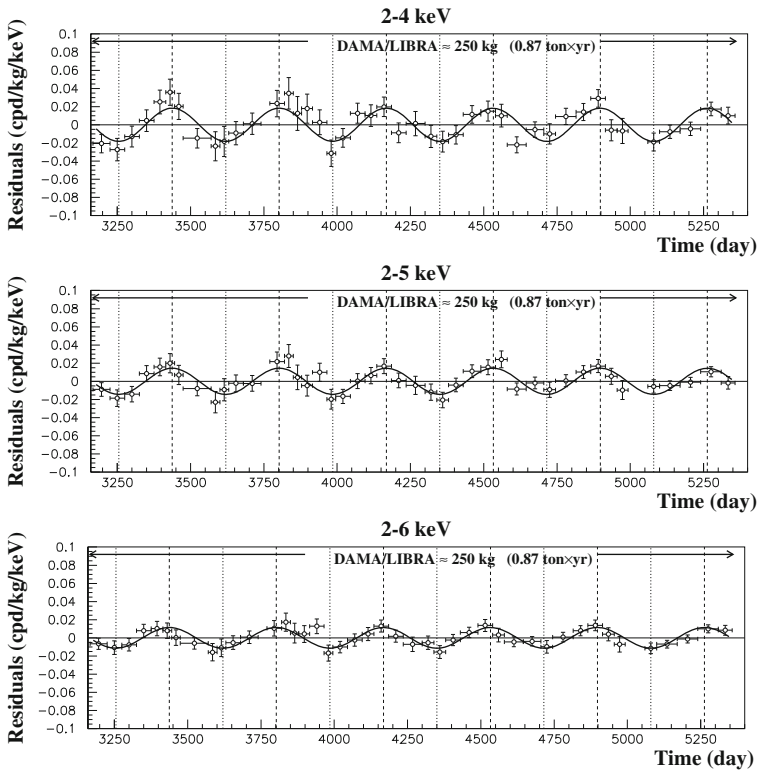 2-4 keV
Residuals (cpd/kg/keV)
0.1
0.08
0.06
0.04
0.02
0
-0.02
-0.04
-0.06
-0.08
-0.1
DAMA/LIBRA ≈ 250 kg (0.87 ton×yr)
3250 3500 3750 4000 4250 4500 4750 5000 5250
Time (day)
2-5 keV
Residuals (cpd/kg/keV)
0.1
0.08
0.06
0.04
0.02
0
-0.02
-0.04
-0.06
-0.08
-0.1
DAMA/LIBRA ≈ 250 kg (0.87 ton×yr)
3250 3500 3750 4000 4250 4500 4750 5000 5250
Time (day)
2-6 keV
Residuals (cpd/kg/keV)
0.1
0.08
0.06
0.04
0.02
0
-0.02
-0.04
-0.06
-0.08
-0.1
DAMA/LIBRA ≈ 250 kg (0.87 ton×yr)
3250 3500 3750 4000 4250 4500 4750 5000 5250
Time (day)